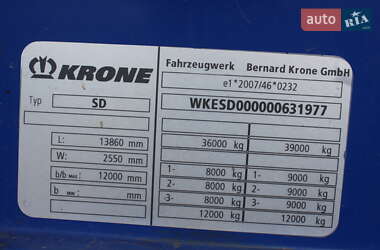 auto RIA
KRONE
Fahrzeugwerk Bernard Krone GmbH
e1*2007/46*0232
Typ SD
WKESD000000631977
L: 13860 mm
W: 2550 mm
b/b MAX: 12000 mm
b MIN: mm
36000 kg 39000 kg
1- 8000 kg 1- 9000 kg
2- 8000 kg 2- 9000 kg
3- 8000 kg 3- 9000 kg
12000 kg 12000 kg